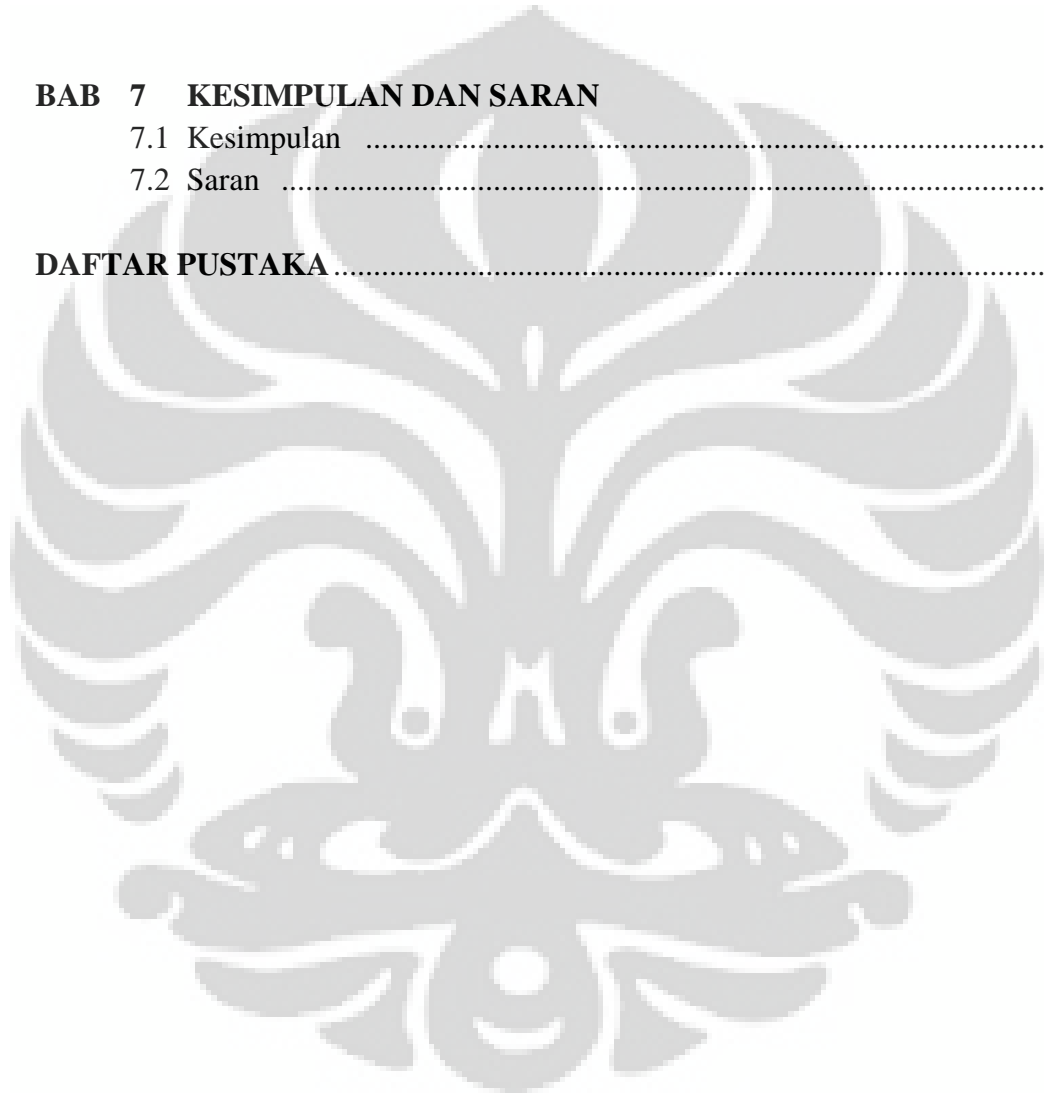 BAB 7 KESIMPULAN DAN SARAN
7.1 Kesimpulan ........................................................................................
7.2 Saran ...... ...........................................................................................
DAFTAR PUSTAKA...........................................................................................